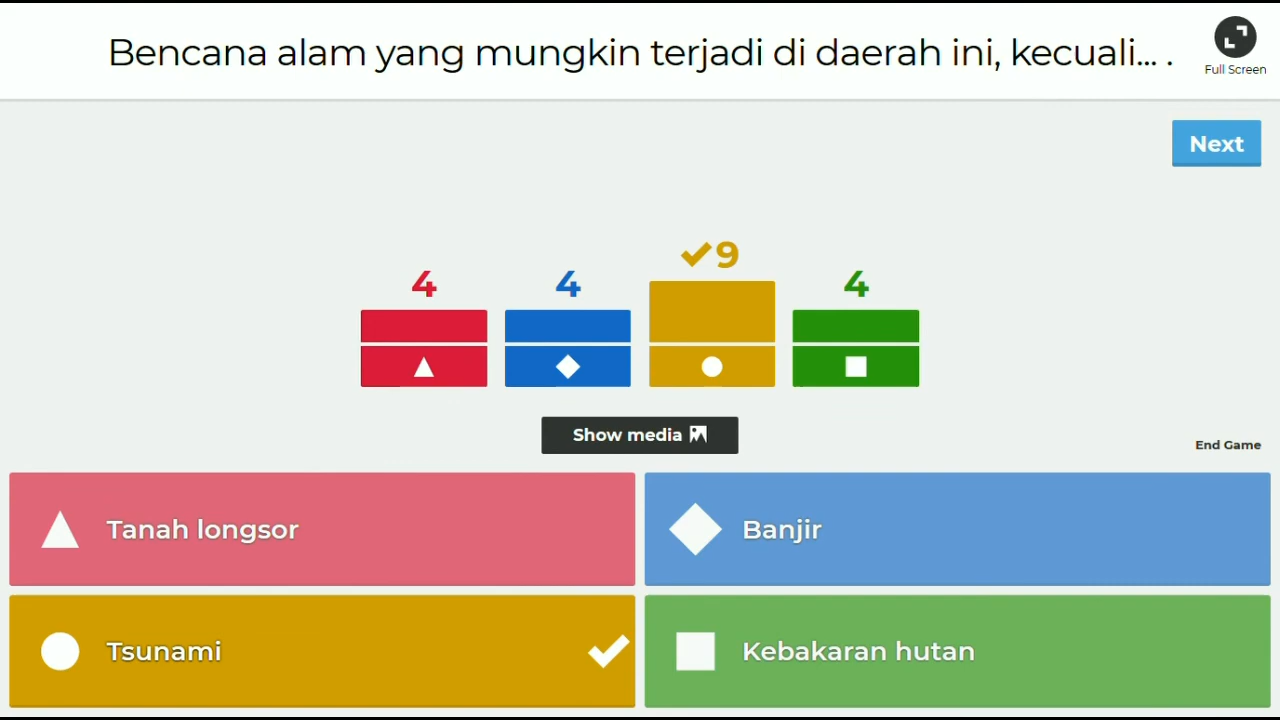 Bencana alam yang mungkin terjadi di daerah ini, kecuali... .
Full Screen
Next
4
4
9
4
Show media
End Game
Tanah longsor
Banjir
Tsunami
Kebakaran hutan